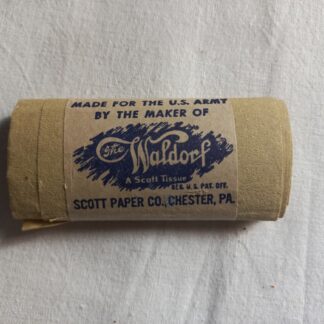 MADE FOR THE U.S. ARMY
BY THE MAKER OF
The Waldorf
A Scott Tissue
REG. U.S. PAT. OFF.
SCOTT PAPER CO., CHESTER, PA.